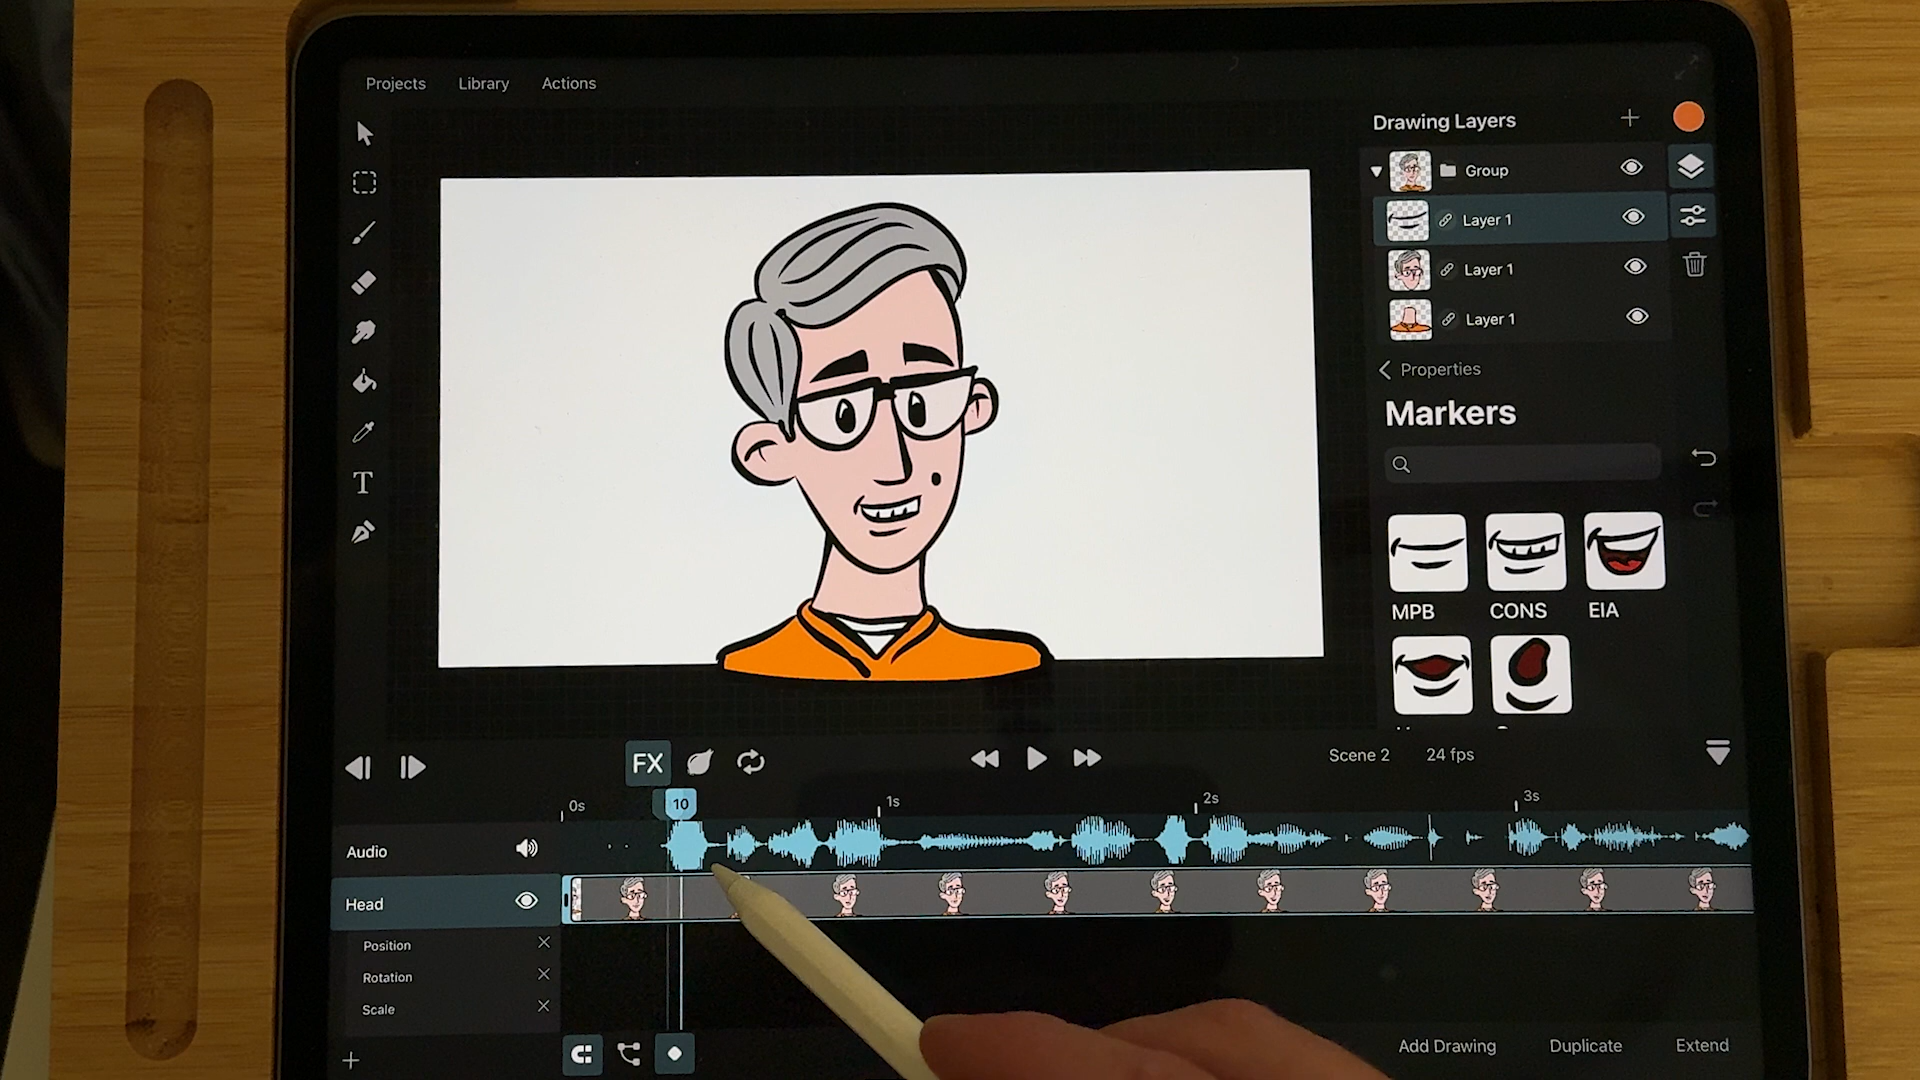 Projects Library Actions
Drawing Layers
Group
Layer 1
Layer 1
Layer 1
Properties
Markers
MPB CONS EIA
T
FX
Scene 2 24 fps
10
0s 1s 2s 3s
Audio
Head
Position
Rotation
Scale
Add Drawing Duplicate Extend